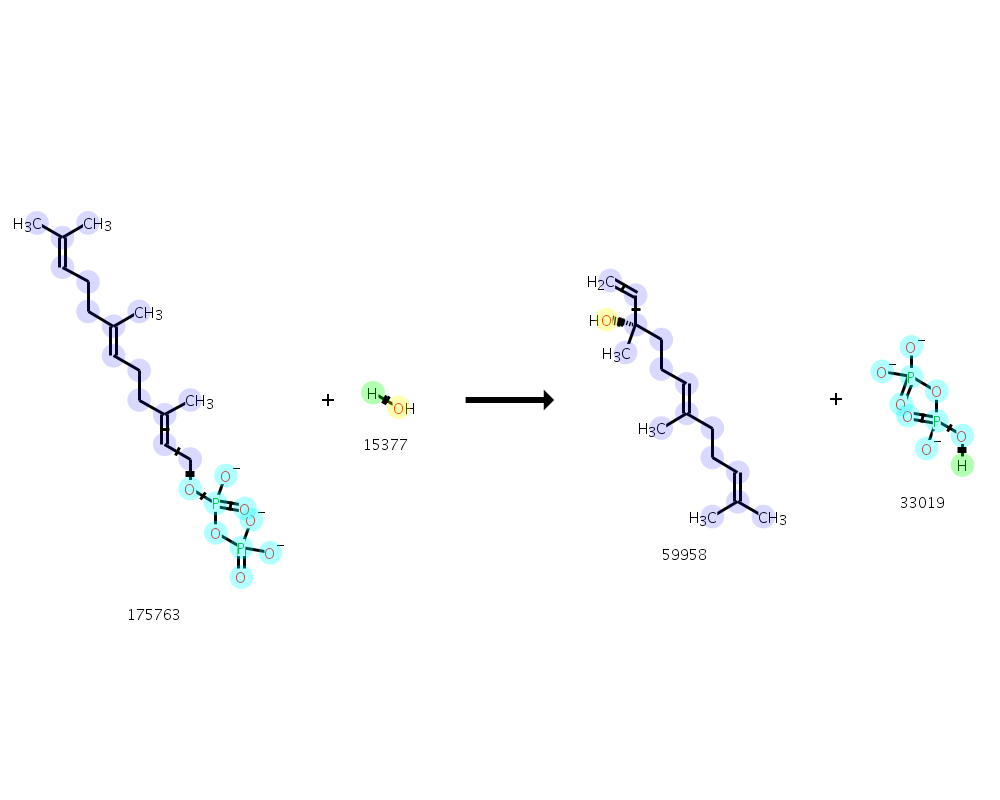 H₃C CH₃
CH₃
CH₃
O O⁻
P O
O⁻
O P O⁻
O
175763
+
H
OH
15377
H₂C
HO
H₃C
H₃C
H₃C CH₃
59958
+
O⁻
O⁻ P
O
O
O P O
O⁻
H
33019